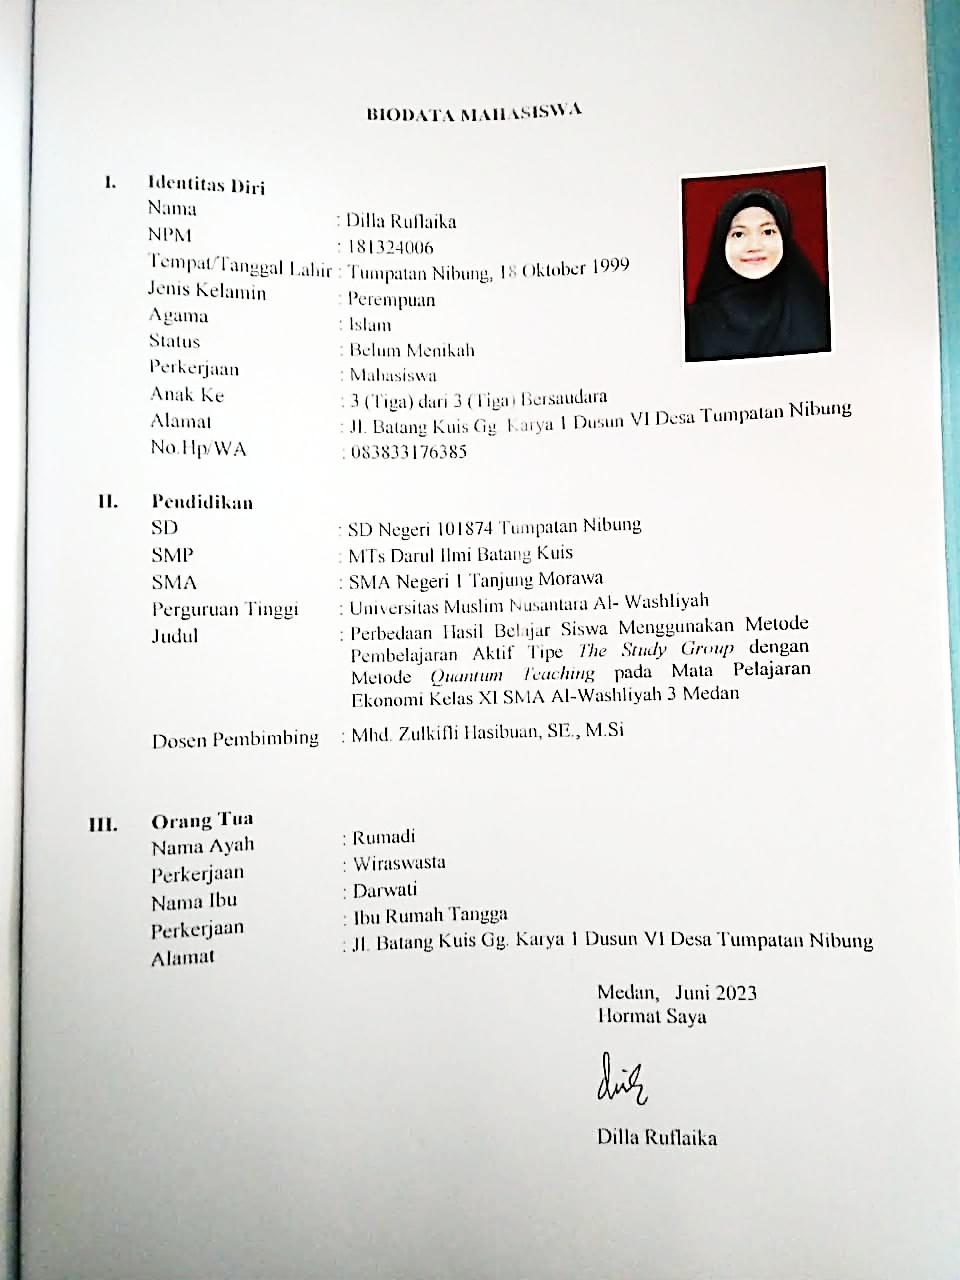 BIODATA MAHASISWA
I. Identitas Diri
Nama : Dilla Ruflaika
NPM : 181324006
Tempat/Tanggal Lahir : Tumpatan Nibung, 18 Oktober 1999
Jenis Kelamin : Perempuan
Agama : Islam
Status : Belum Menikah
Perkerjaan : Mahasiswa
Anak Ke : 3 (Tiga) dari 3 (Tiga) Bersaudara
Alamat : Jl. Batang Kuis Gg. Karya 1 Dusun VI Desa Tumpatan Nibung
No.Hp/WA : 083833176385
II. Pendidikan
SD : SD Negeri 101874 Tumpatan Nibung
SMP : MTs Darul Ilmi Batang Kuis
SMA : SMA Negeri 1 Tanjung Morawa
Perguruan Tinggi : Universitas Muslim Nusantara Al- Washliyah
Judul : Perbedaan Hasil Belajar Siswa Menggunakan Metode
Pembelajaran Aktif Tipe The Study Group dengan
Metode Quantum Teaching pada Mata Pelajaran
Ekonomi Kelas XI SMA Al-Washliyah 3 Medan
Dosen Pembimbing : Mhd. Zulkifli Hasibuan, SE., M.Si
III. Orang Tua
Nama Ayah : Rumadi
Perkerjaan : Wiraswasta
Nama Ibu : Darwati
Perkerjaan : Ibu Rumah Tangga
Alamat : Jl. Batang Kuis Gg. Karya 1 Dusun VI Desa Tumpatan Nibung
Medan, Juni 2023
Hormat Saya
Dilla Ruflaika